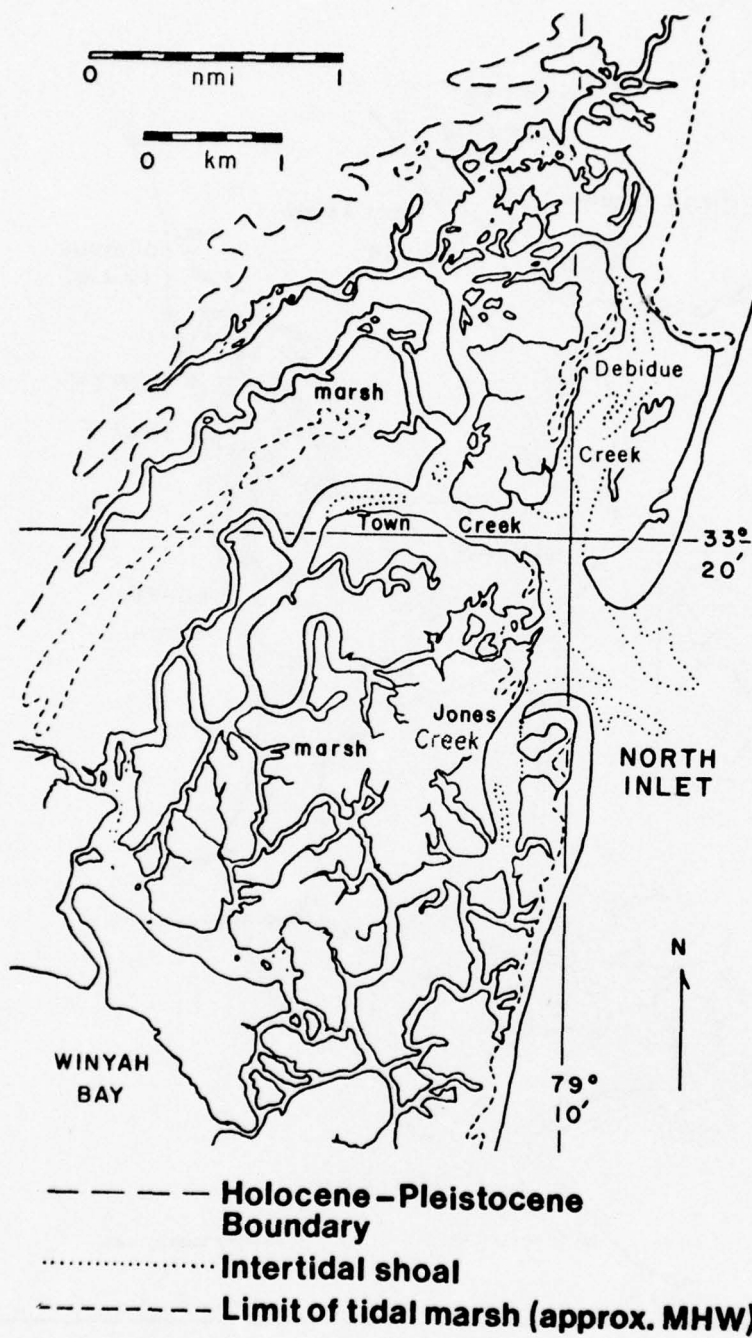 0 nmi 1
0 km 1
marsh
Debidue
Creek
Town Creek
33°
20′
Jones
Creek
marsh
NORTH
INLET
N
WINYAH
BAY
79°
10′
Holocene–Pleistocene
Boundary
Intertidal shoal
Limit of tidal marsh (approx. MHW)